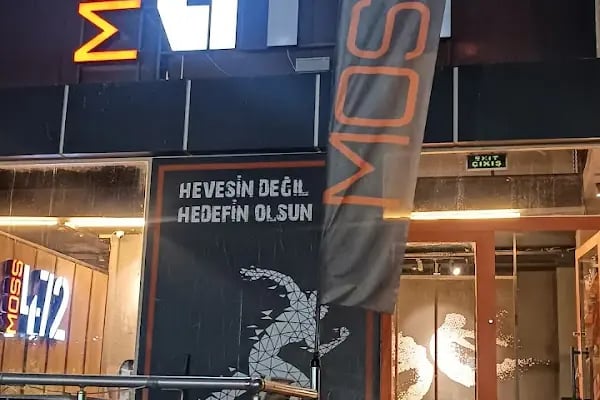 MOSS
EXIT
ÇIKIŞ
HEVESİN DEĞİL
HEDEFİN OLSUN
MOSS
472